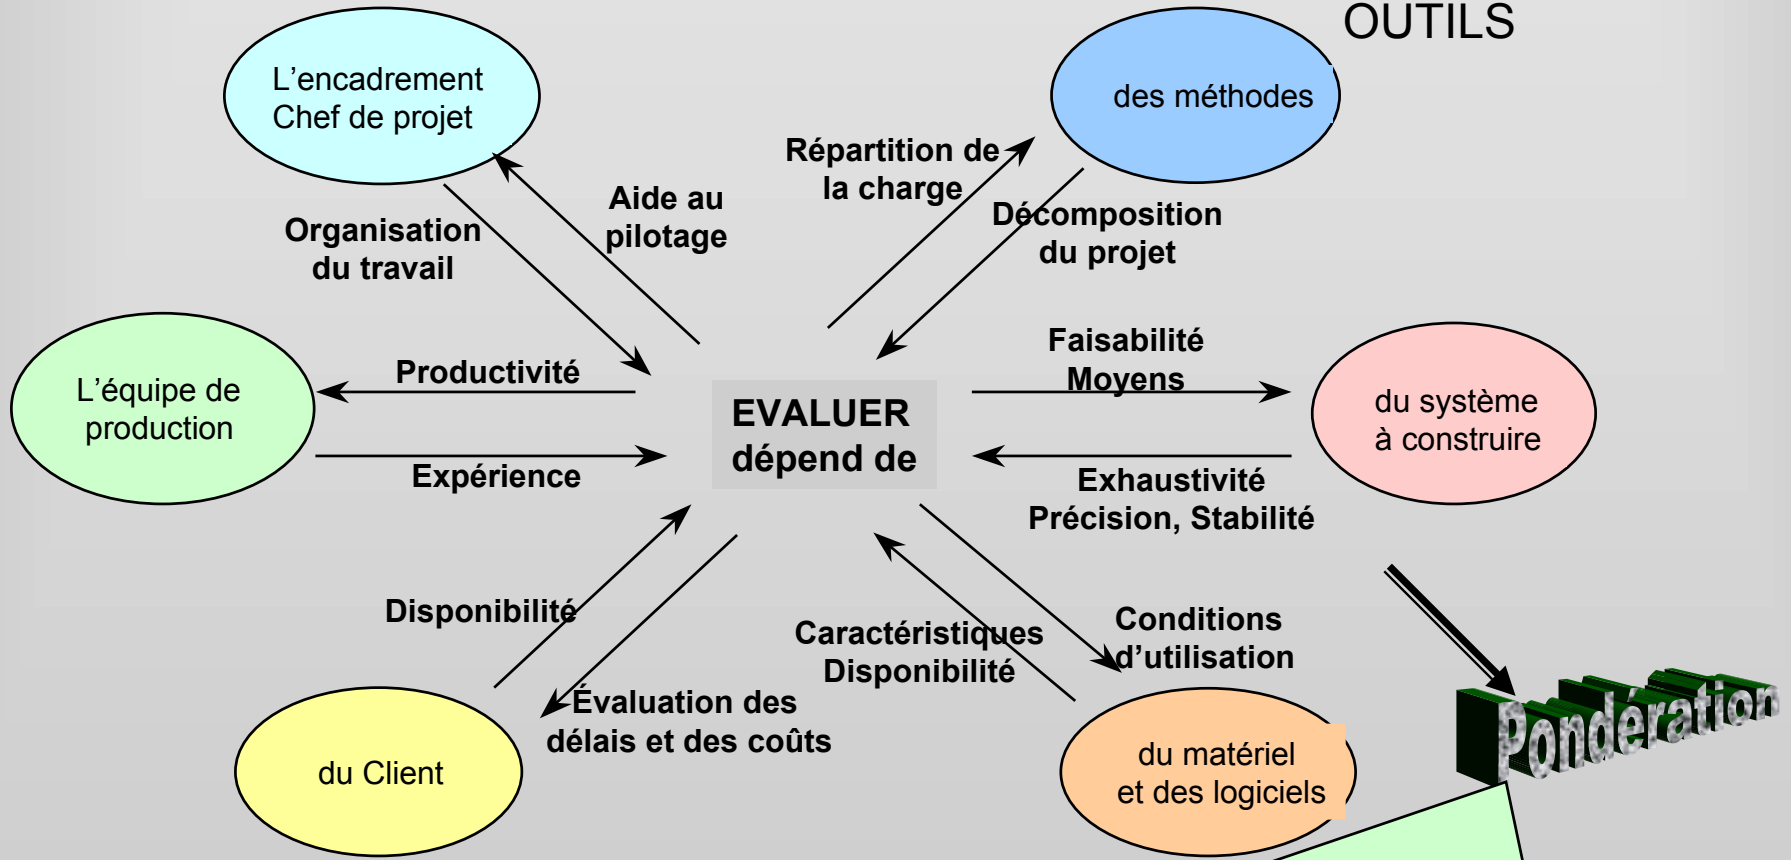 OUTILS
L'encadrement
Chef de projet
des méthodes
Répartition de
la charge
Aide au
pilotage
Organisation
du travail
Décomposition
du projet
Faisabilité
Moyens
Productivité
L'équipe de
production
EVALUER
dépend de
du système
à construire
Expérience
Exhaustivité
Précision, Stabilité
Disponibilité
Caractéristiques
Disponibilité
Conditions
d'utilisation
Évaluation des
délais et des coûts
Pondération
du Client
du matériel
et des logiciels